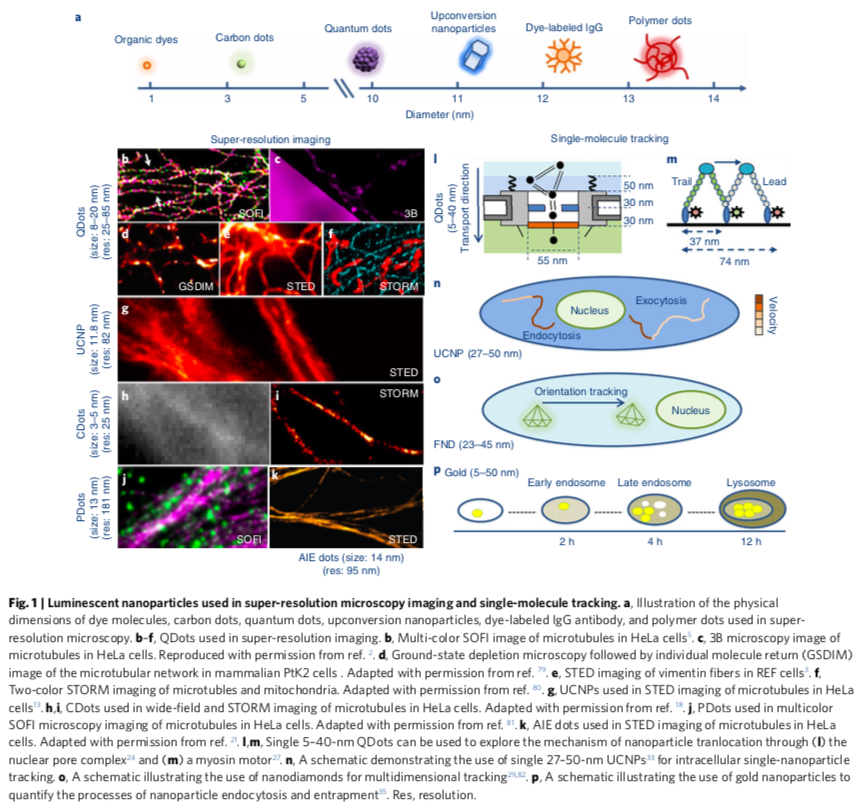 a
Organic dyes
Carbon dots
Quantum dots
Upconversion
nanoparticles
Dye-labeled IgG
Polymer dots
1 3 5 10 11 12 13 14
Diameter (nm)
Super-resolution imaging
QDots
(size: 8–20 nm)
(res: 25–85 nm)
b
SOFI
c
3B
d
GSDIM
e
STED
f
STORM
UCNP
(size: 11.8 nm)
(res: 82 nm)
g
STED
CDots
(size: 3–5 nm)
(res: 25 nm)
h
i
STORM
PDots
(size: 13 nm)
(res: 181 nm)
j
SOFI
k
STED
AIE dots (size: 14 nm)
(res: 95 nm)
Single-molecule tracking
l
QDots
(5–40 nm)
Transport direction
50 nm
30 nm
30 nm
55 nm
m
Trail
Lead
37 nm
74 nm
n
Nucleus
Exocytosis
Endocytosis
Velocity
UCNP (27–50 nm)
o
Orientation tracking
Nucleus
FND (23–45 nm)
p Gold (5–50 nm)
Early endosome
Late endosome
Lysosome
2 h 4 h 12 h
Fig. 1 | Luminescent nanoparticles used in super-resolution microscopy imaging and single-molecule tracking. a, Illustration of the physical
dimensions of dye molecules, carbon dots, quantum dots, upconversion nanoparticles, dye-labeled IgG antibody, and polymer dots used in super-
resolution microscopy. b–f, QDots used in super-resolution imaging. b, Multi-color SOFI image of microtubules in HeLa cells5. c, 3B microscopy image of
microtubules in HeLa cells. Reproduced with permission from ref. 2. d, Ground-state depletion microscopy followed by individual molecule return (GSDIM)
image of the microtubular network in mammalian PtK2 cells . Adapted with permission from ref. 79. e, STED imaging of vimentin fibers in REF cells3. f,
Two-color STORM imaging of microtubles and mitochondria. Adapted with permission from ref. 80. g, UCNPs used in STED imaging of microtubules in HeLa
cells13. h,i, CDots used in wide-field and STORM imaging of microtubules in HeLa cells. Adapted with permission from ref. 18. j, PDots used in multicolor
SOFI microscopy imaging of microtubules in HeLa cells. Adapted with permission from ref. 81. k, AIE dots used in STED imaging of microtubules in HeLa
cells. Adapted with permission from ref. 21. l,m, Single 5–40-nm QDots can be used to explore the mechanism of nanoparticle tranlocation through (l) the
nuclear pore complex24 and (m) a myosin motor27. n, A schematic demonstrating the use of single 27–50-nm UCNPs33 for intracellular single-nanoparticle
tracking. o, A schematic illustrating the use of nanodiamonds for multidimensional tracking29,82. p, A schematic illustrating the use of gold nanoparticles to
quantify the processes of nanoparticle endocytosis and entrapment35. Res, resolution.